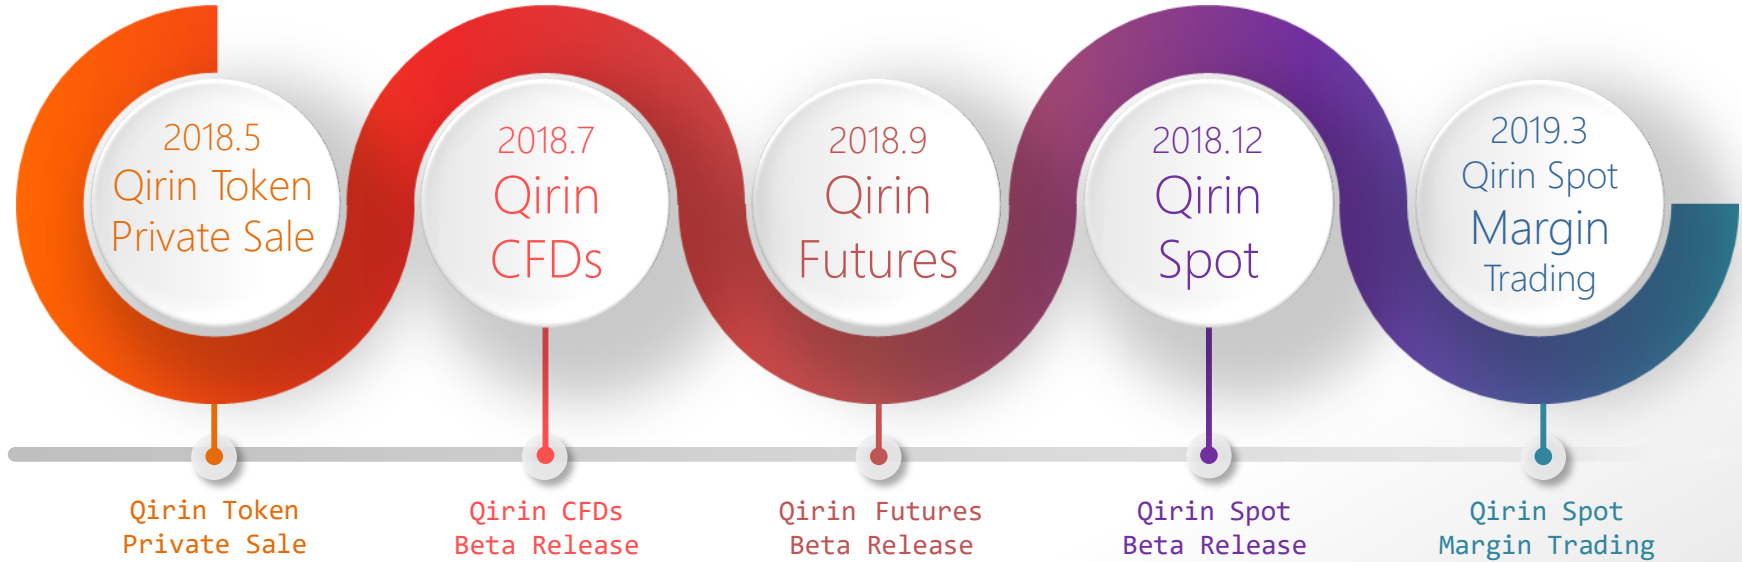 2018.5
Qirin Token
Private Sale
2018.7
Qirin
CFDs
2018.9
Qirin
Futures
2018.12
Qirin
Spot
2019.3
Qirin Spot
Margin
Trading
Qirin Token
Private Sale
Qirin CFDs
Beta Release
Qirin Futures
Beta Release
Qirin Spot
Beta Release
Qirin Spot
Margin Trading